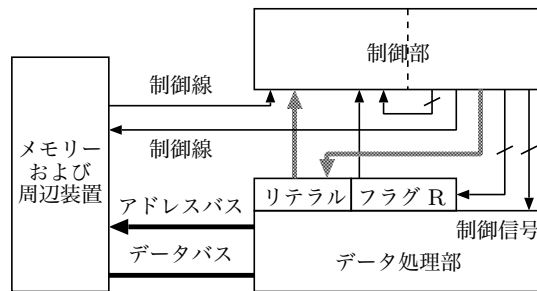 制御部
制御線
制御線
メモリー
および
周辺装置
リテラル
フラグ R
アドレスバス
制御信号
データバス
データ処理部